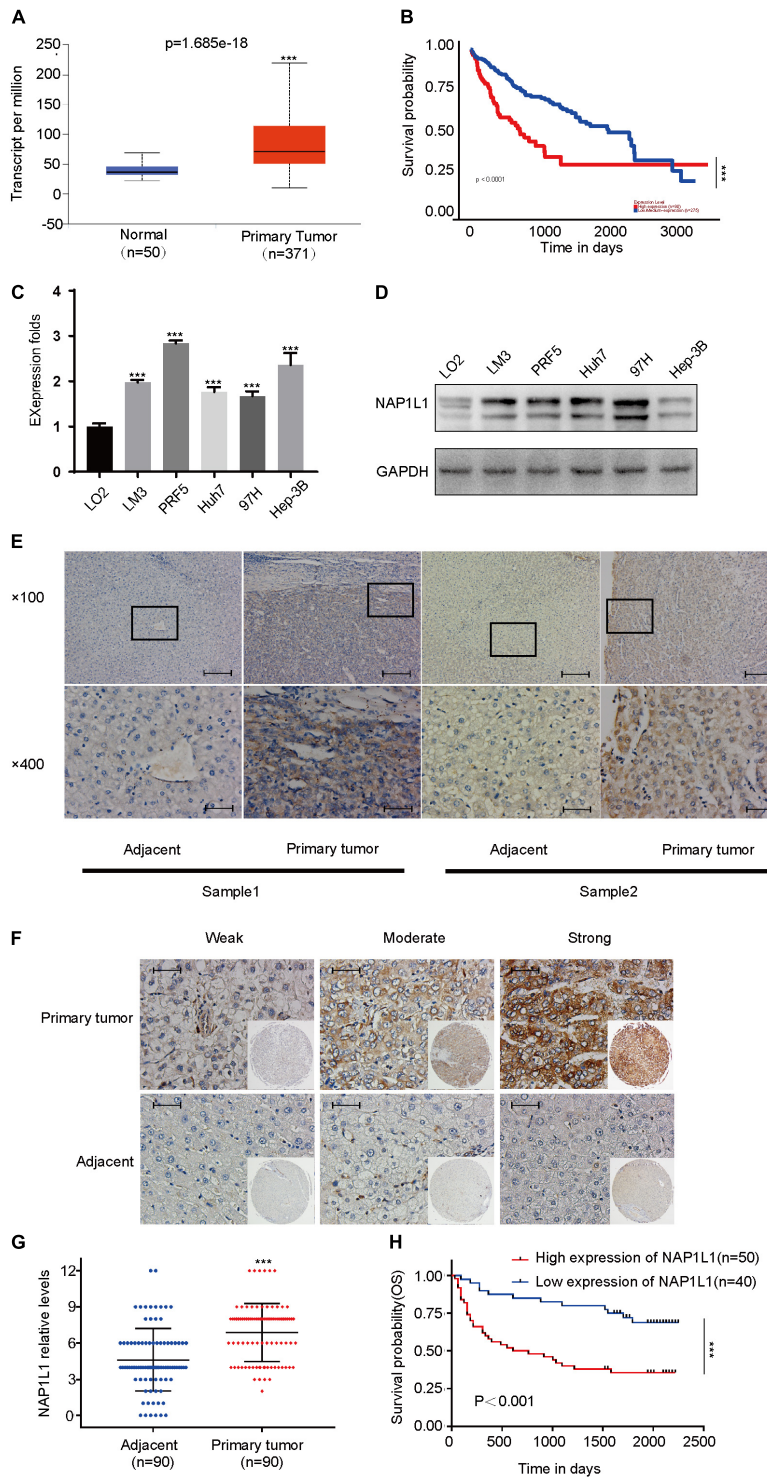 A
p=1.685e-18
***
250
200
150
100
50
0
-50
Transcript per million
Normal
(n=50)
Primary Tumor
(n=371)
B
1.00
0.75
0.50
0.25
0.00
Survival probability
p <0.0001
Expression Level
***
0 1000 2000 3000
Time in days
C
4
3
2
1
0
EXepression folds
*** *** *** *** ***
LO2 LM3 PRF5 Huh7 97H Hep-3B
D
LO2 LM3 PRF5 Huh7 97H Hep-3B
NAP1L1
GAPDH
E
×100
×400
Adjacent Primary tumor Adjacent Primary tumor
Sample1 Sample2
F
Weak Moderate Strong
Primary tumor
Adjacent
G
***
12
9
6
3
0
NAP1L1 relative levels
Adjacent
(n=90)
Primary tumor
(n=90)
H
High expression of NAP1L1(n=50)
Low expression of NAP1L1(n=40)
1.00
0.75
0.50
0.25
0.00
Survival probability(OS)
***
P＜0.001
0 500 1000 1500 2000 2500
Time in days